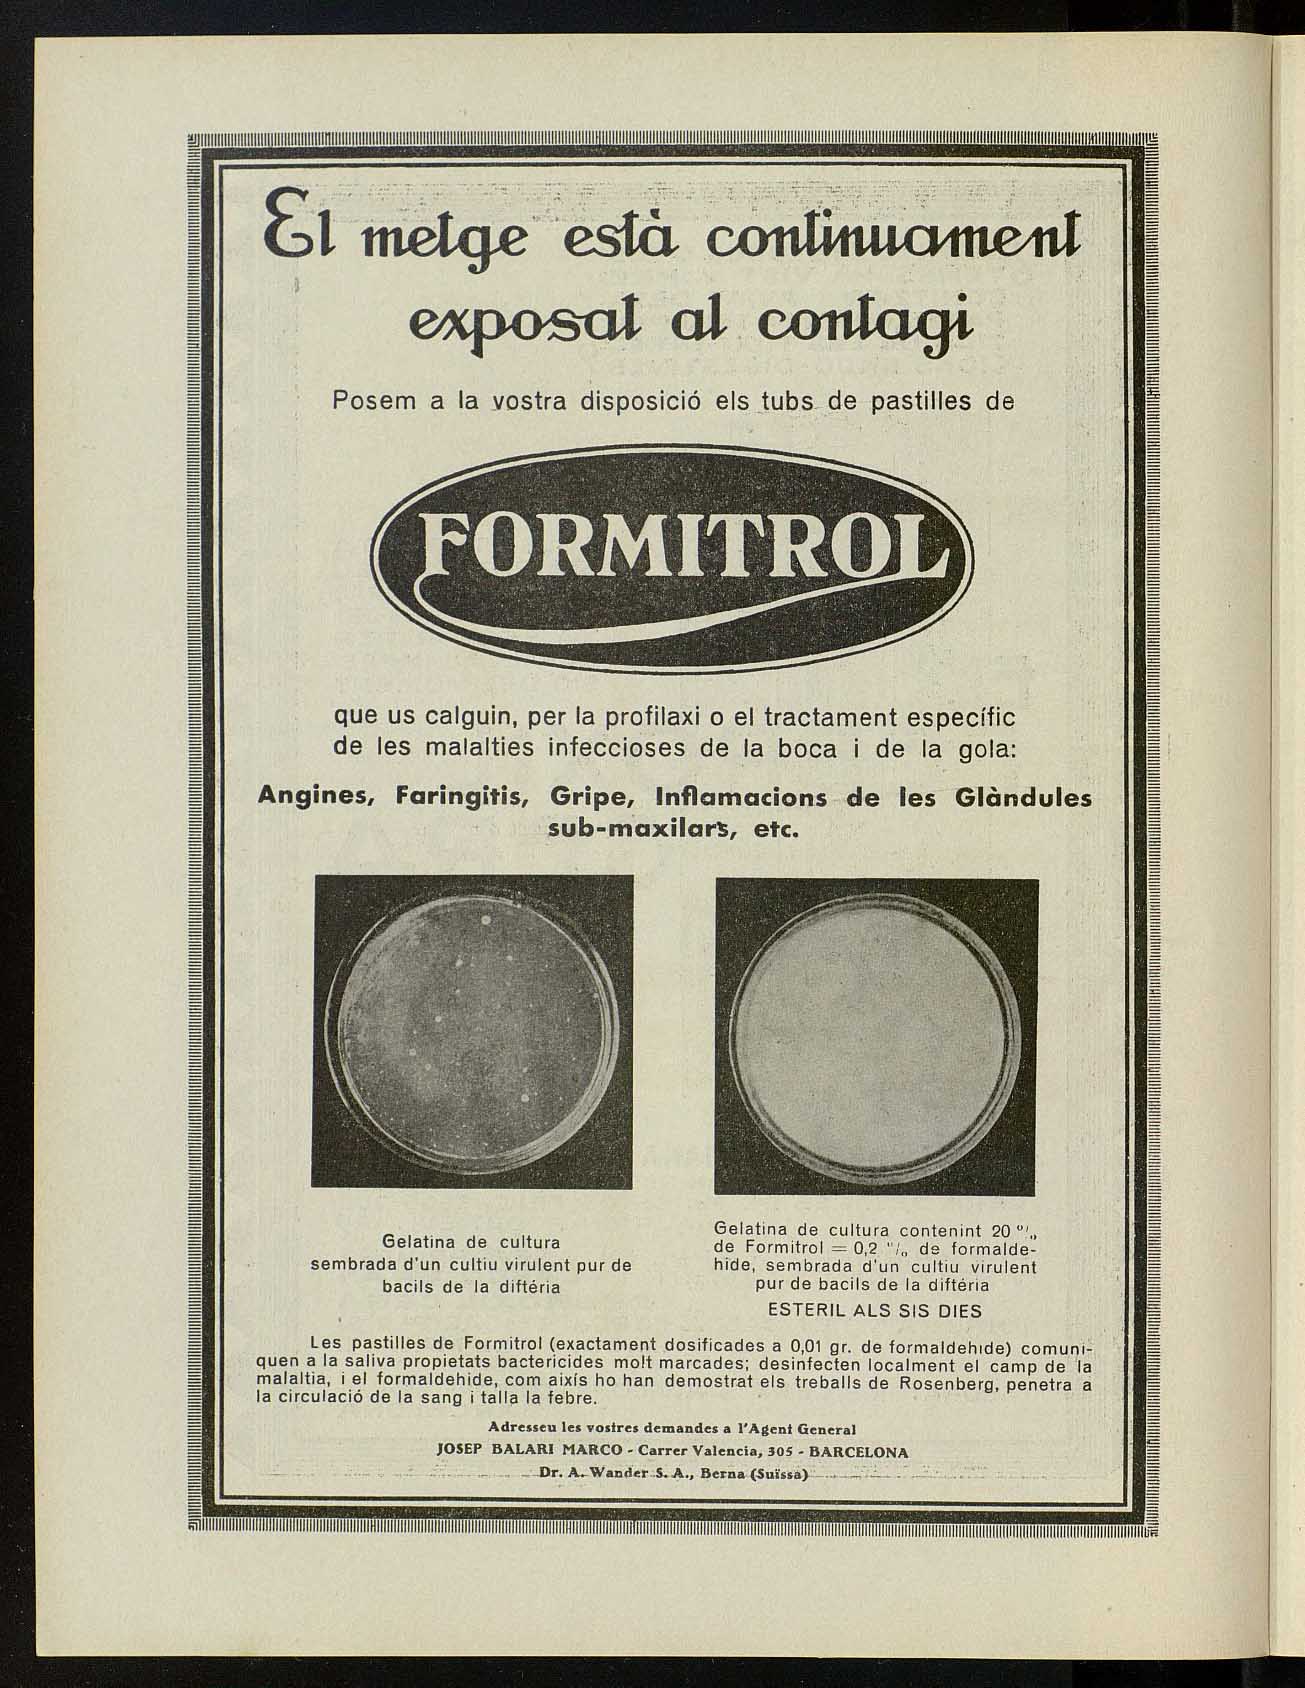 El metge està continuament
exposat al contagi
Posem a la vostra disposició els tubs de pastilles de
FORMITROL
que us calguin, per la profilaxi o el tractament específic
de les malalties infeccioses de la boca i de la gola:
Angines, Faringitis, Gripe, Inflamacions de les Glàndules
sub-maxilars, etc.
Gelatina de cultura
sembrada d'un cultiu virulent pur de
bacils de la diftéria
Gelatina de cultura contenint 20 %
de Formitrol = 0,2 % de formalde-
hide, sembrada d'un cultiu virulent
pur de bacils de la diftéria
ESTERIL ALS SIS DIES
Les pastilles de Formitrol (exactament dosificades a 0,01 gr. de formaldehide) comuni-
quen a la saliva propietats bactericides molt marcades; desinfecten localment el camp de la
malaltia, i el formaldehide, com aixís ho han demostrat els treballs de Rosenberg, penetra a
la circulació de la sang i talla la febre.
Adresseu les vostres demandes a l'Agent General
JOSEP BALARI MARCO - Carrer Valencia, 305 - BARCELONA
Dr. A. Wander S. A., Berna (Suïssa)